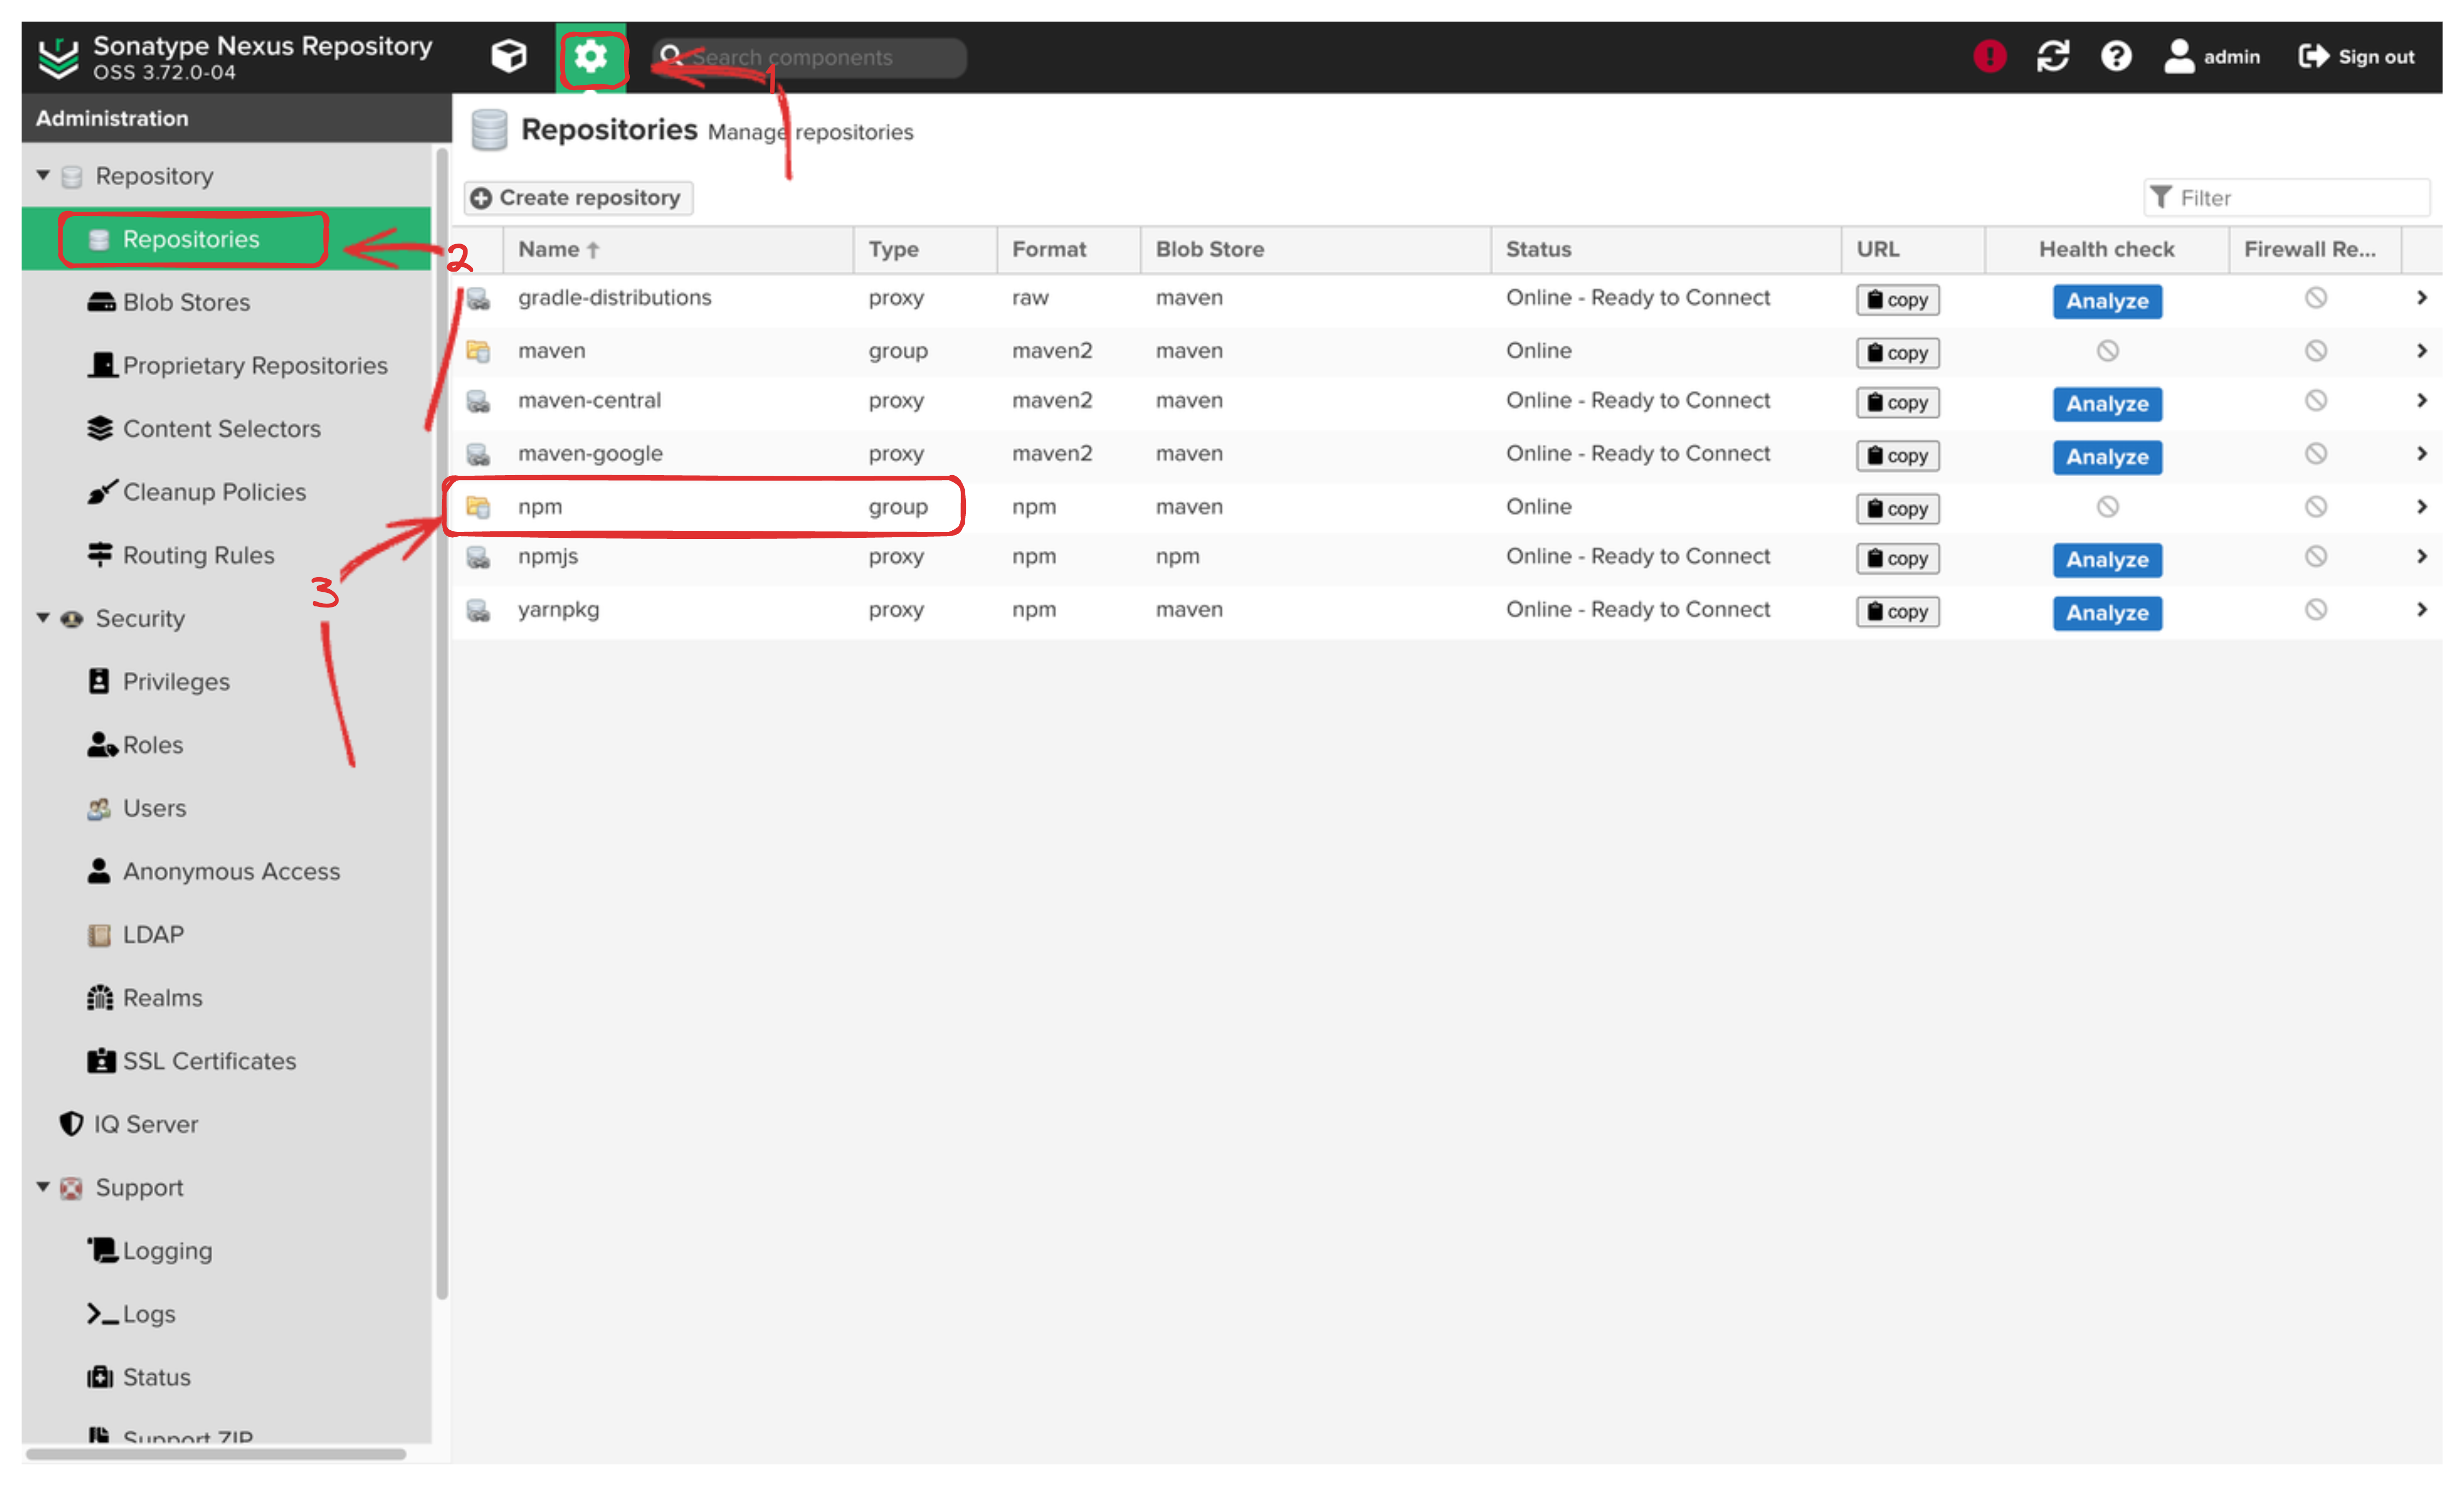 Sonatype Nexus Repository
OSS 3.72.0-04
Search components
admin
Sign out
1
Administration
Repository
Repositories
Blob Stores
Proprietary Repositories
Content Selectors
Cleanup Policies
Routing Rules
Security
Privileges
Roles
Users
Anonymous Access
LDAP
Realms
SSL Certificates
IQ Server
Support
Logging
Logs
Status
Support ZIP
2
3
Repositories Manage repositories
Create repository
Filter
Name Type Format Blob Store Status URL Health check Firewall Re...
gradle-distributions proxy raw maven Online - Ready to Connect copy Analyze
maven group maven2 maven Online copy
maven-central proxy maven2 maven Online - Ready to Connect copy Analyze
maven-google proxy maven2 maven Online - Ready to Connect copy Analyze
npm group npm maven Online copy
npmjs proxy npm npm Online - Ready to Connect copy Analyze
yarnpkg proxy npm maven Online - Ready to Connect copy Analyze